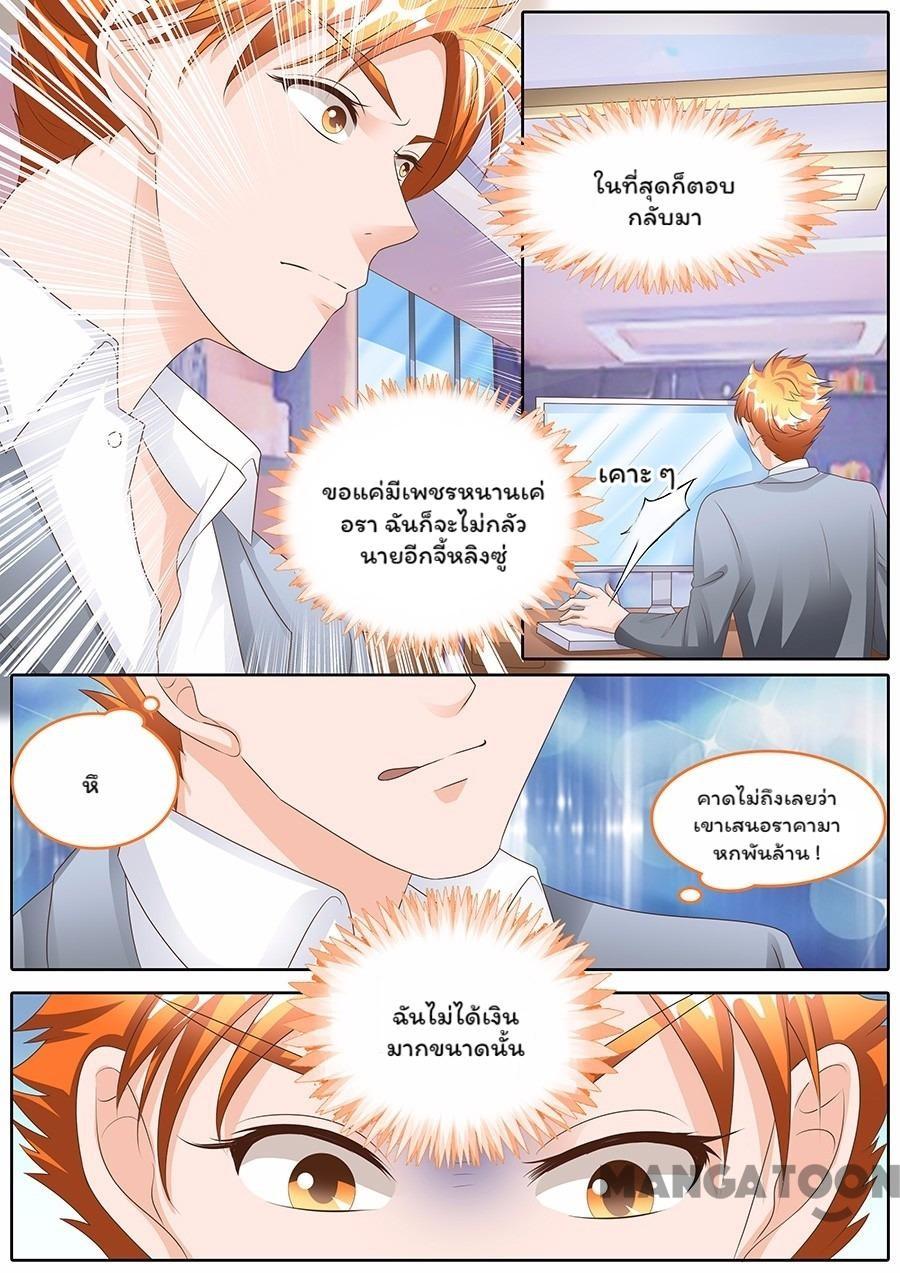 ในที่สุดก็ตอบ
กลับมา
ขอแค่มีเพชรหนานเค่
อรา ฉันก็จะไม่กลัว
นายอีกจี้หลิงซู่
เคาะ ๆ
หึ
คาดไม่ถึงเลยว่า
เขาเสนอราคามา
หกพันล้าน !
ฉันไม่ได้เงิน
มากขนาดนั้น
MANGATOON